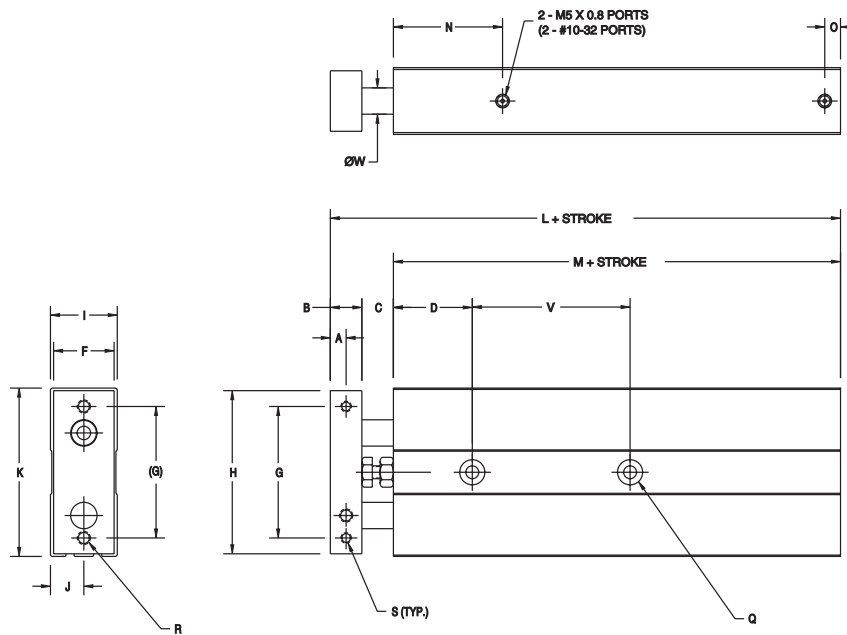 2 - M5 X 0.8 PORTS
(2 - #10-32 PORTS)
N
O
ØW
L + STROKE
M + STROKE
B
C
D
V
A
I
F
K
(G)
H
G
J
R
S (TYP.)
Q